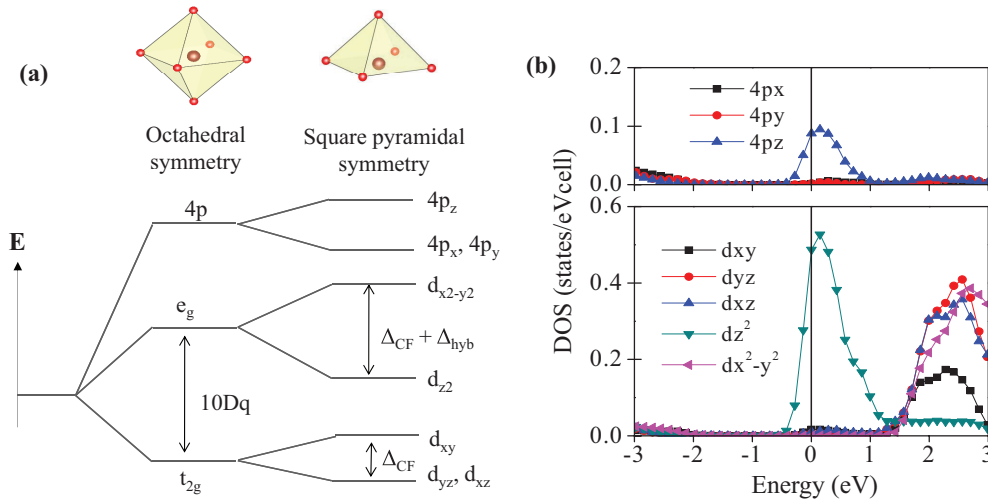 (a)
Octahedral
symmetry
Square pyramidal
symmetry
E
4p
4p_z
4p_x, 4p_y
e_g
d_x2-y2
Δ_CF + Δ_hyb
d_z2
10Dq
t_2g
d_xy
Δ_CF
d_yz, d_xz
(b)
DOS (states/eVcell)
0.2
0.1
0.0
4px
4py
4pz
0.6
0.4
0.2
0.0
dxy
dyz
dxz
dz²
dx²-y²
-3 -2 -1 0 1 2 3
Energy (eV)